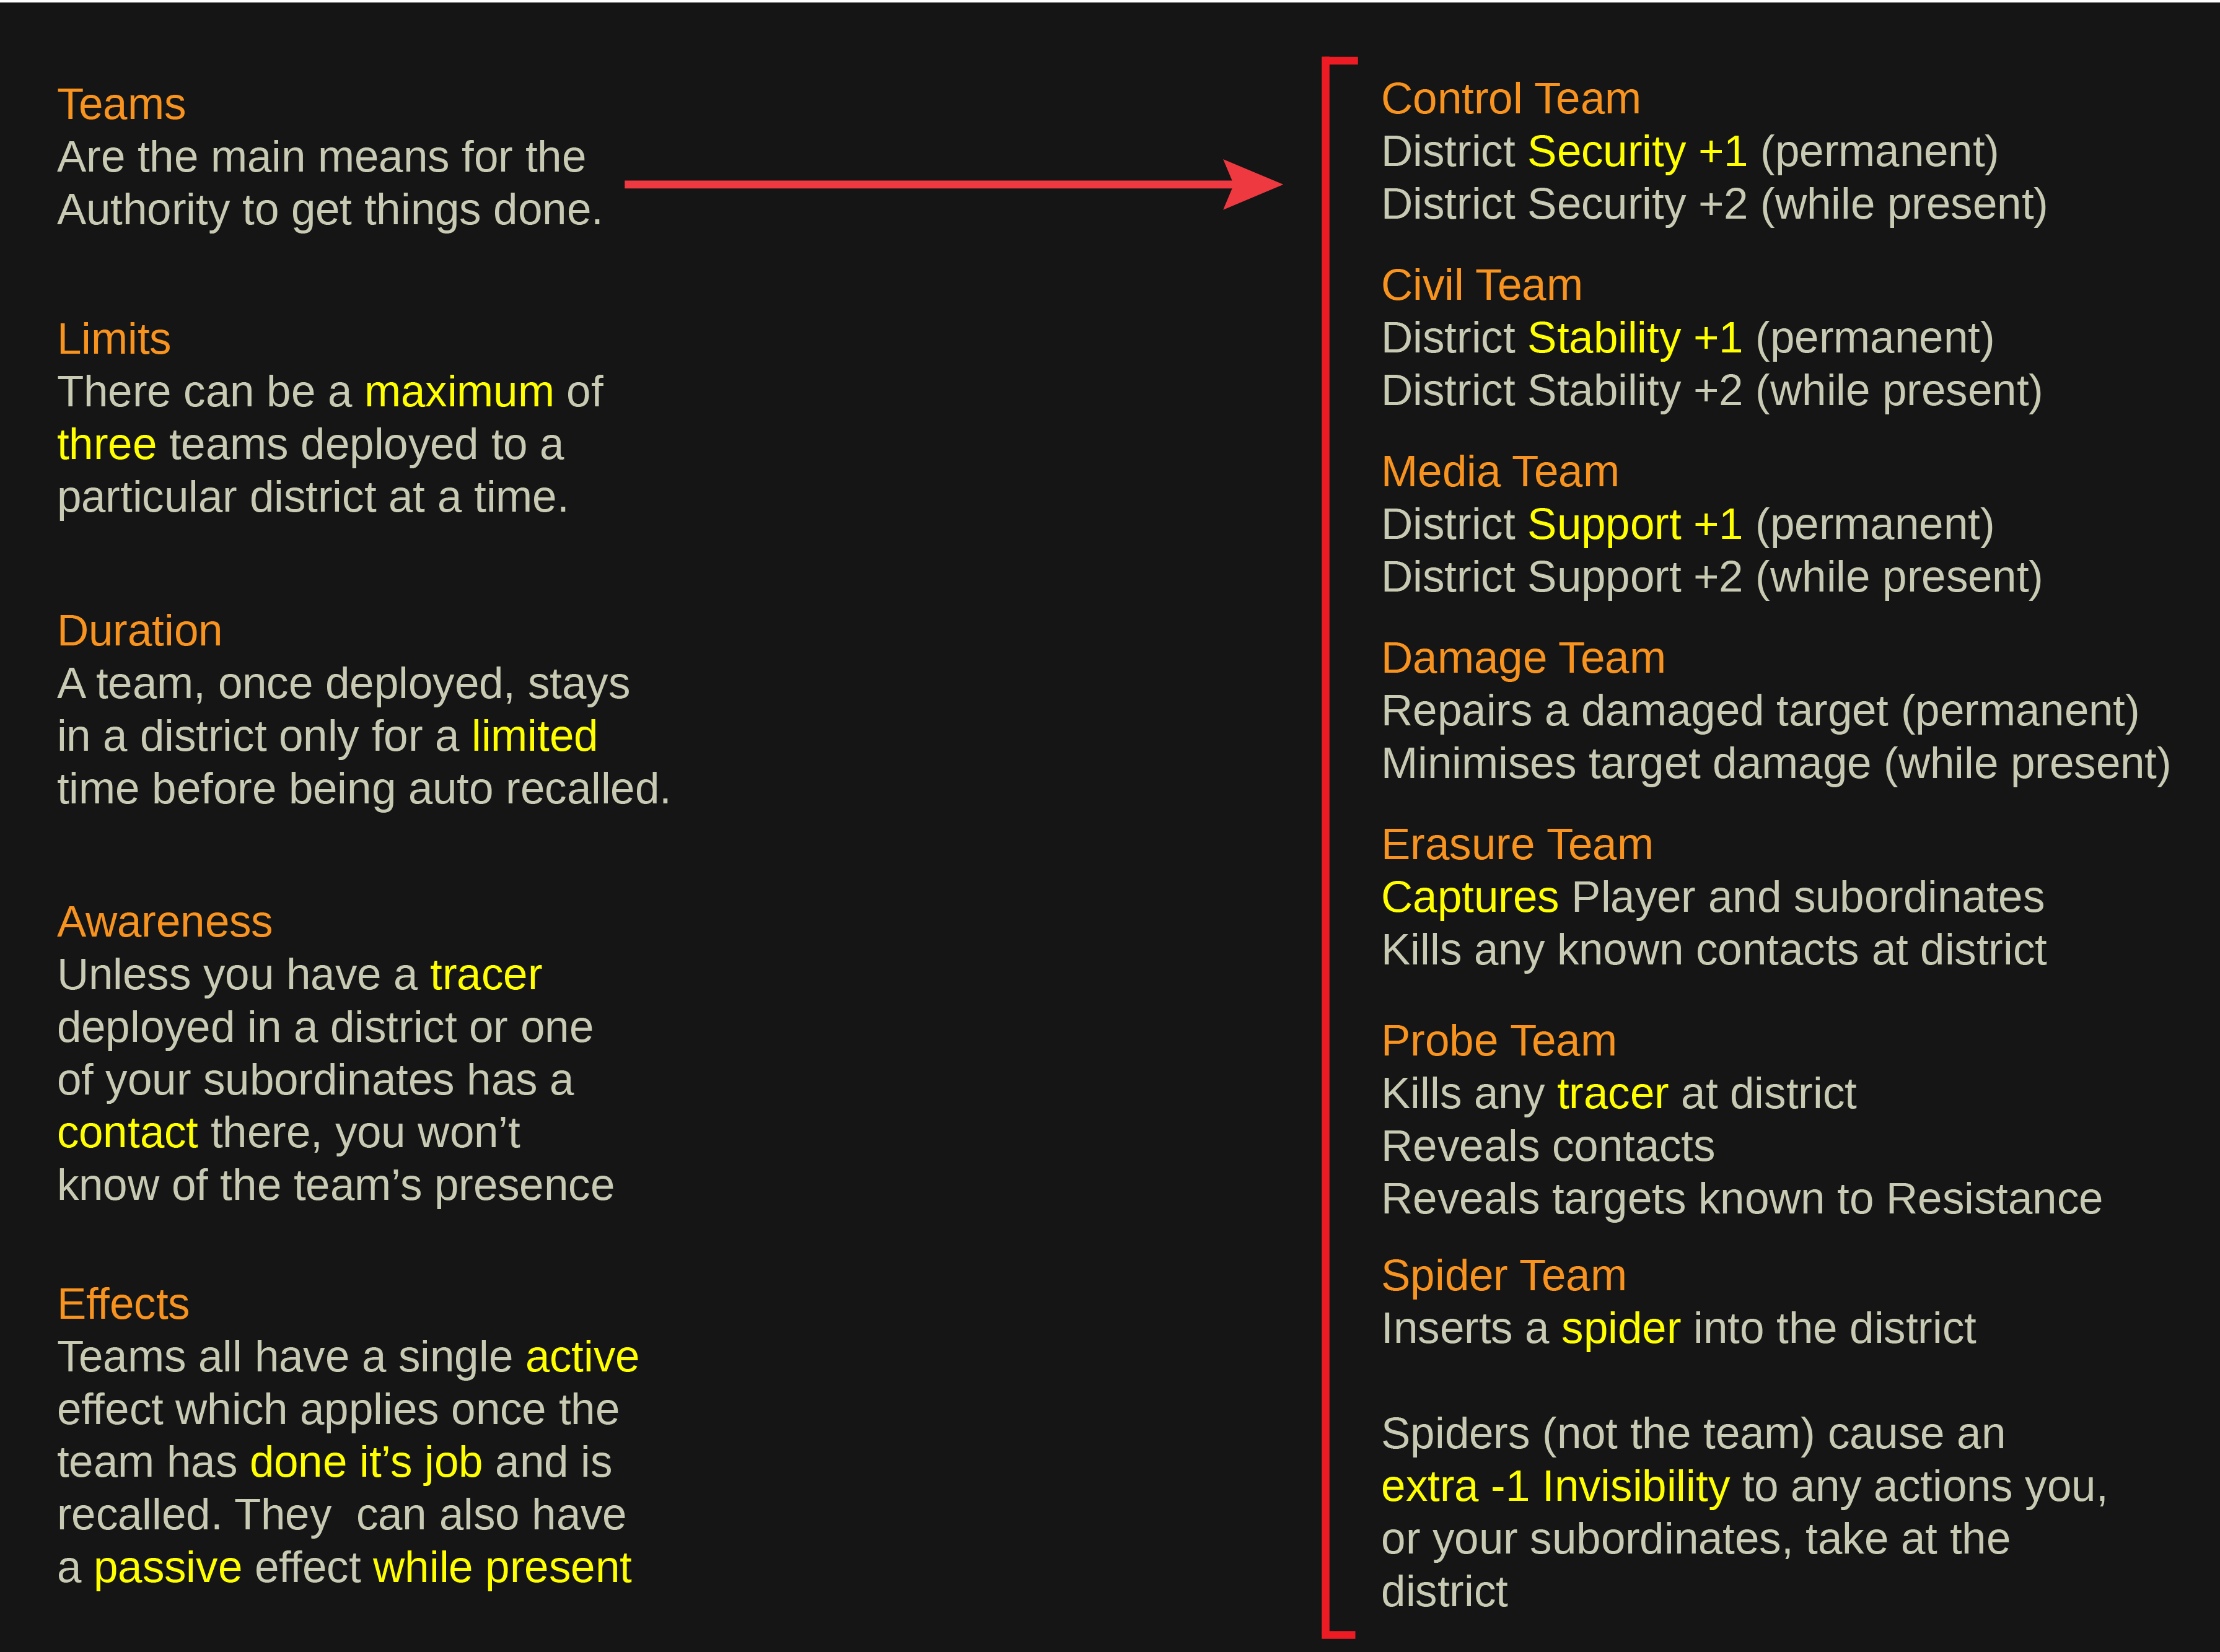 Teams
Are the main means for the
Authority to get things done.
Limits
There can be a maximum of
three teams deployed to a
particular district at a time.
Duration
A team, once deployed, stays
in a district only for a limited
time before being auto recalled.
Awareness
Unless you have a tracer
deployed in a district or one
of your subordinates has a
contact there, you won’t
know of the team’s presence
Effects
Teams all have a single active
effect which applies once the
team has done it’s job and is
recalled. They  can also have
a passive effect while present
Control Team
District Security +1 (permanent)
District Security +2 (while present)
Civil Team
District Stability +1 (permanent)
District Stability +2 (while present)
Media Team
District Support +1 (permanent)
District Support +2 (while present)
Damage Team
Repairs a damaged target (permanent)
Minimises target damage (while present)
Erasure Team
Captures Player and subordinates
Kills any known contacts at district
Probe Team
Kills any tracer at district
Reveals contacts
Reveals targets known to Resistance
Spider Team
Inserts a spider into the district
Spiders (not the team) cause an
extra -1 Invisibility to any actions you,
or your subordinates, take at the
district